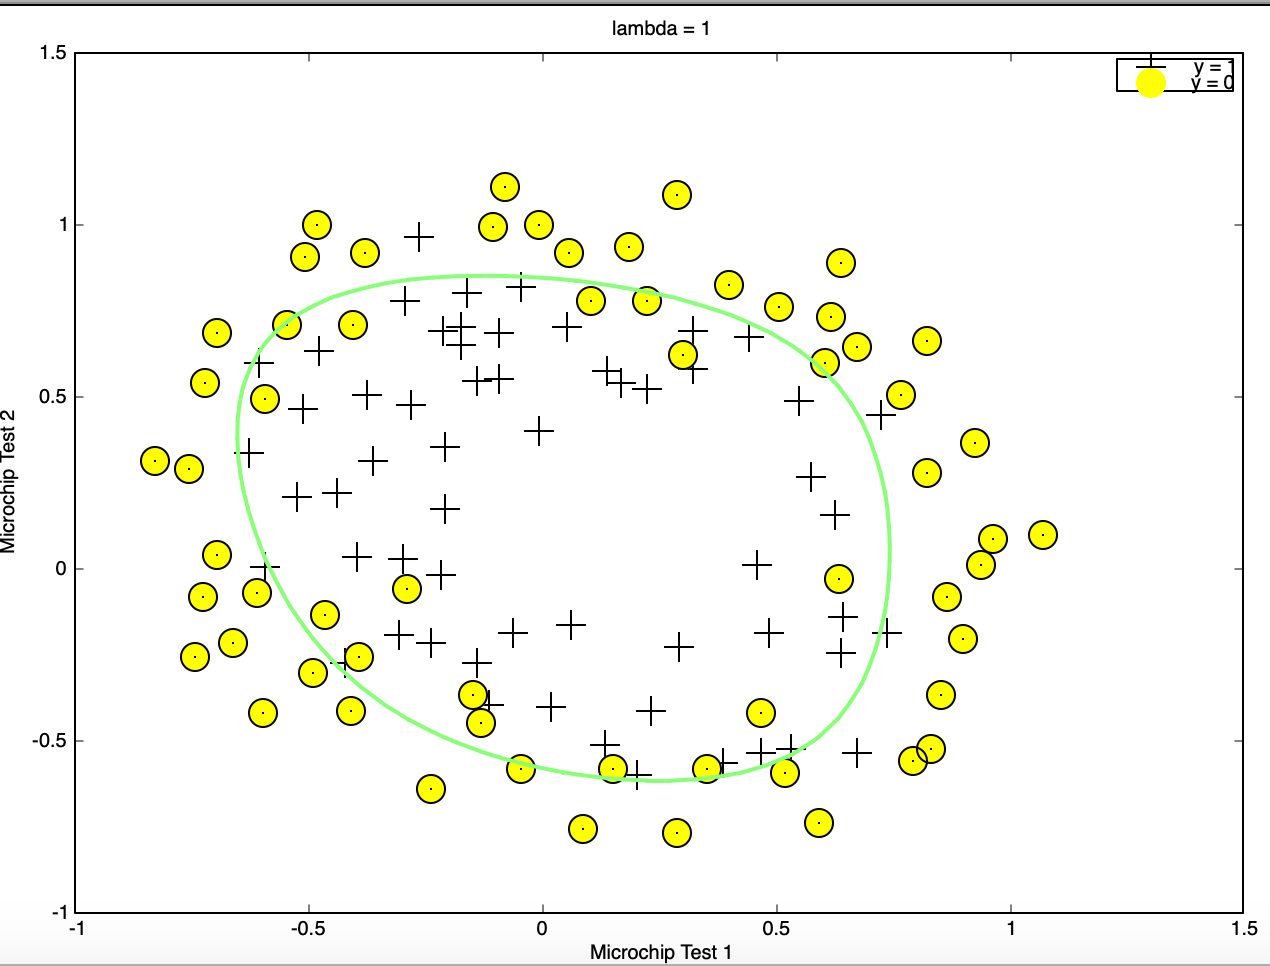 lambda = 1
1.5
y = 1
y = 0
1
0.5
Microchip Test 2
0
-0.5
-1
-1
-0.5
0
0.5
1
1.5
Microchip Test 1